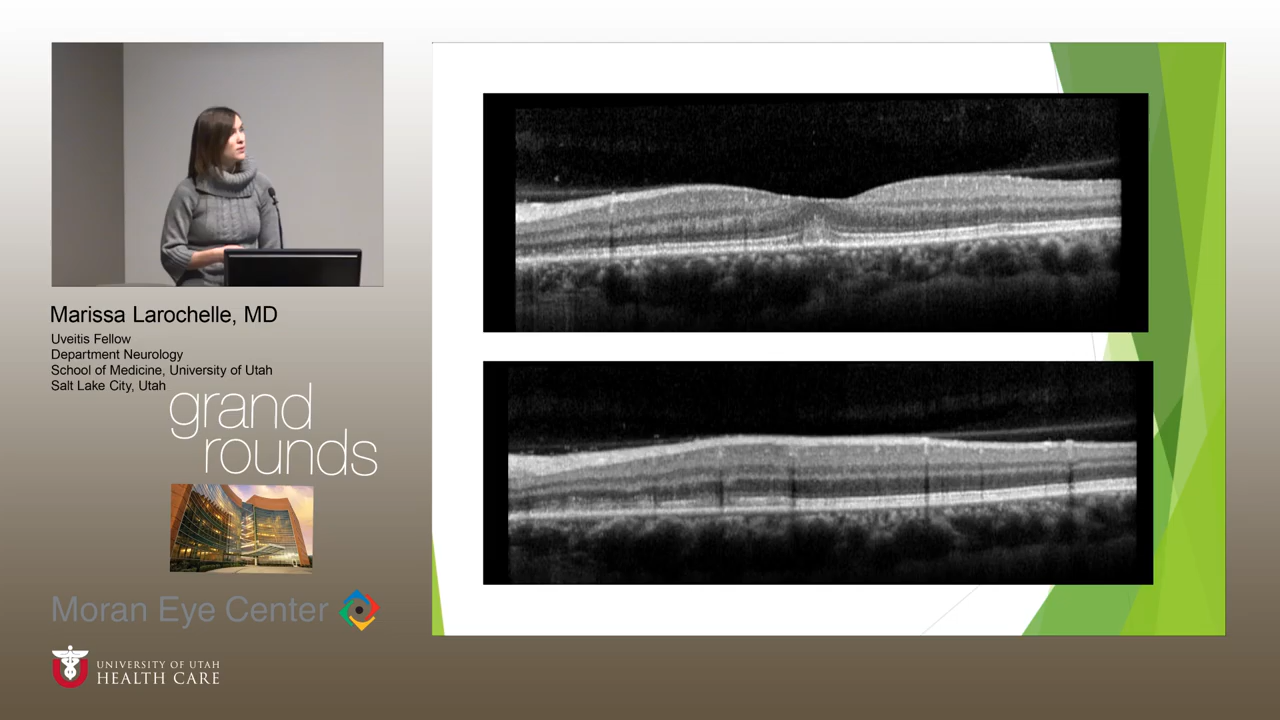 Marissa Larochelle, MD
Uveitis Fellow
Department Neurology
School of Medicine, University of Utah
Salt Lake City, Utah
grand
rounds
Moran Eye Center
UNIVERSITY OF UTAH
HEALTH CARE